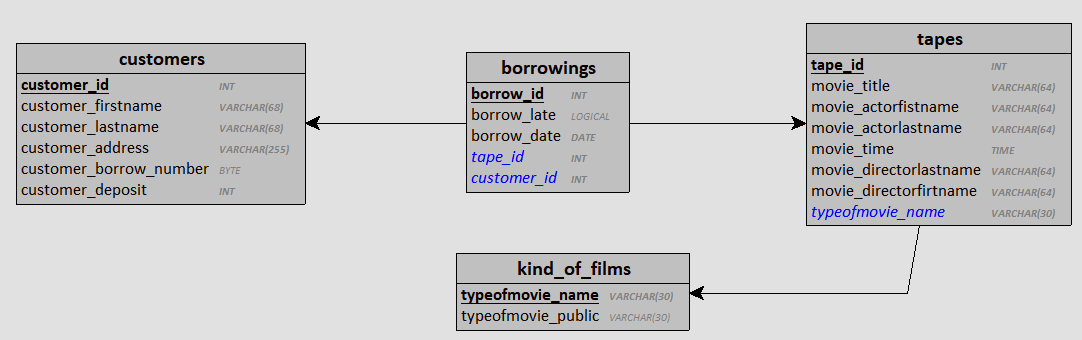 customers
customer_id INT
customer_firstname VARCHAR(68)
customer_lastname VARCHAR(68)
customer_address VARCHAR(255)
customer_borrow_number BYTE
customer_deposit INT
borrowings
borrow_id INT
borrow_late LOGICAL
borrow_date DATE
tape_id INT
customer_id INT
tapes
tape_id INT
movie_title VARCHAR(64)
movie_actorfistname VARCHAR(64)
movie_actorlastname VARCHAR(64)
movie_time TIME
movie_directorlastname VARCHAR(64)
movie_directorfirtname VARCHAR(64)
typeofmovie_name VARCHAR(30)
kind_of_films
typeofmovie_name VARCHAR(30)
typeofmovie_public VARCHAR(30)